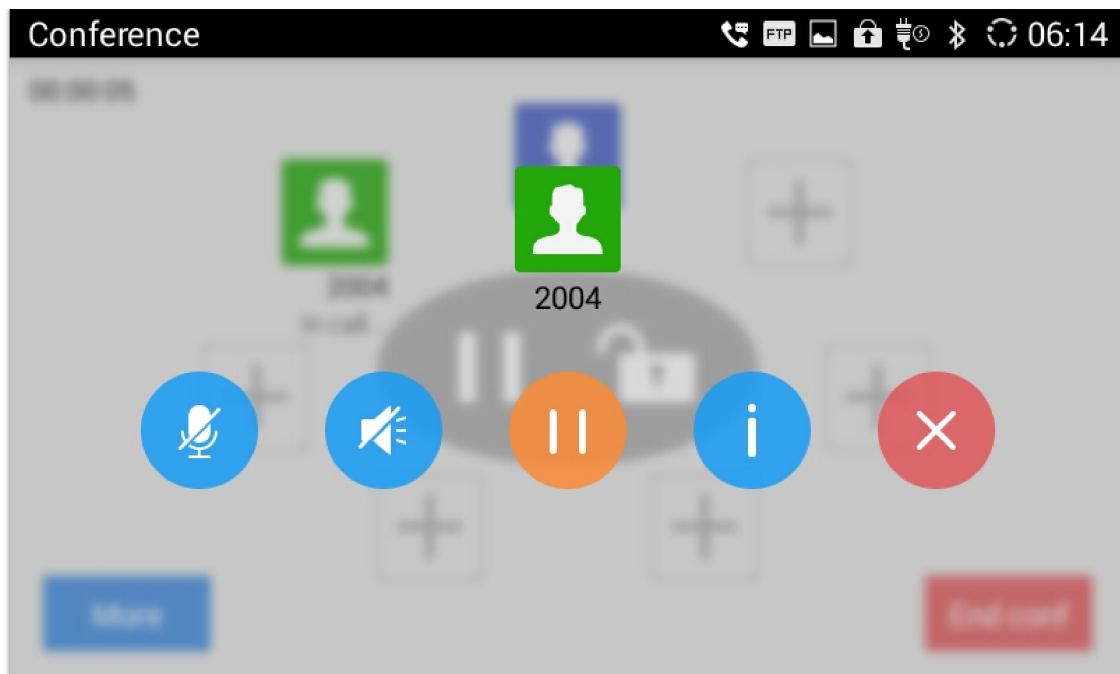 Conference
FTP
06:14
00:00:05
2004
2004
In call...
More
End conf